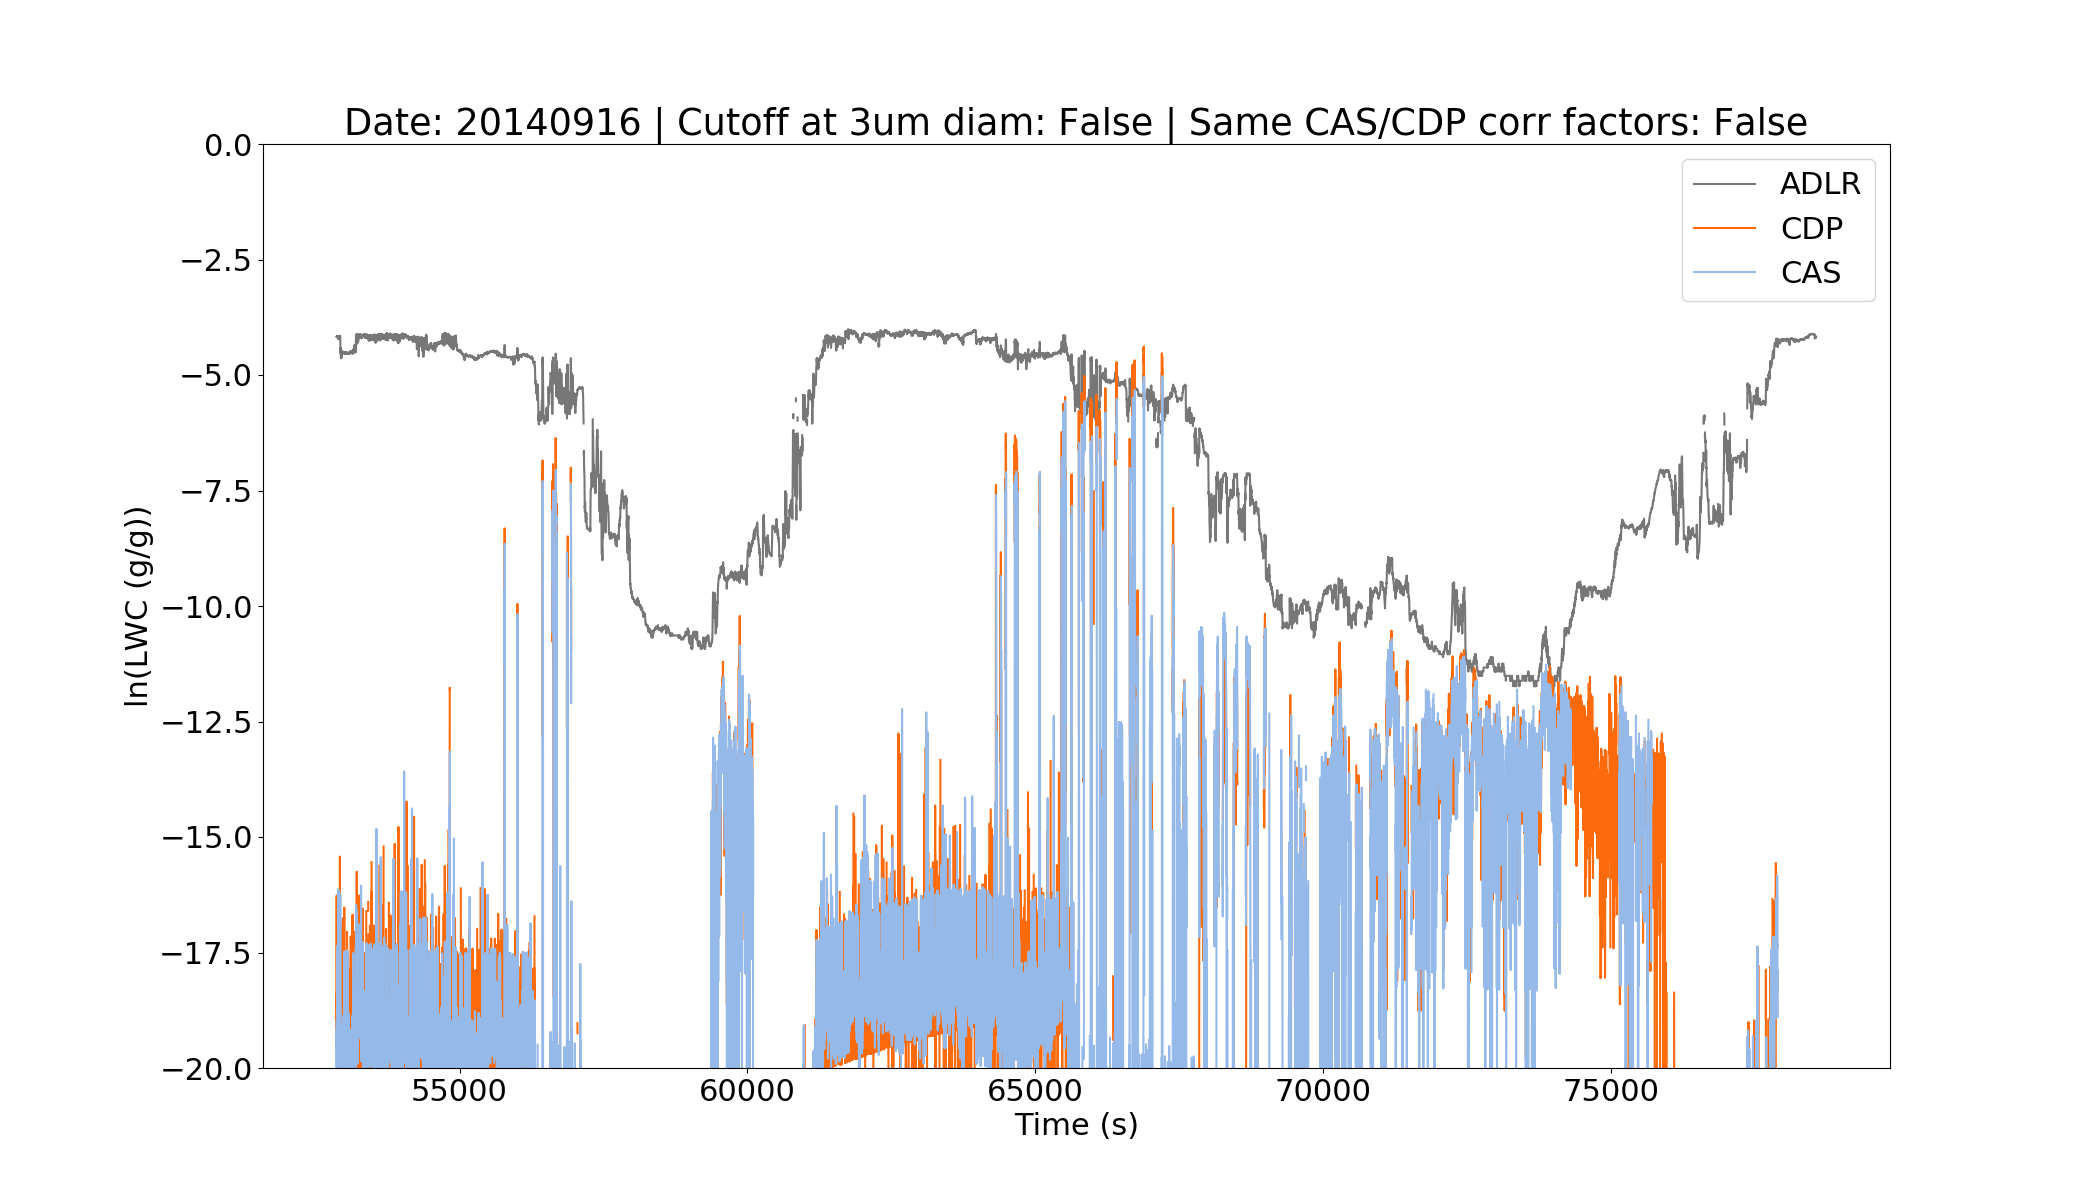 Date: 20140916 | Cutoff at 3um diam: False | Same CAS/CDP corr factors: False
0.0
−2.5
−5.0
−7.5
−10.0
−12.5
−15.0
−17.5
−20.0
ln(LWC (g/g))
ADLR
CDP
CAS
55000 60000 65000 70000 75000
Time (s)